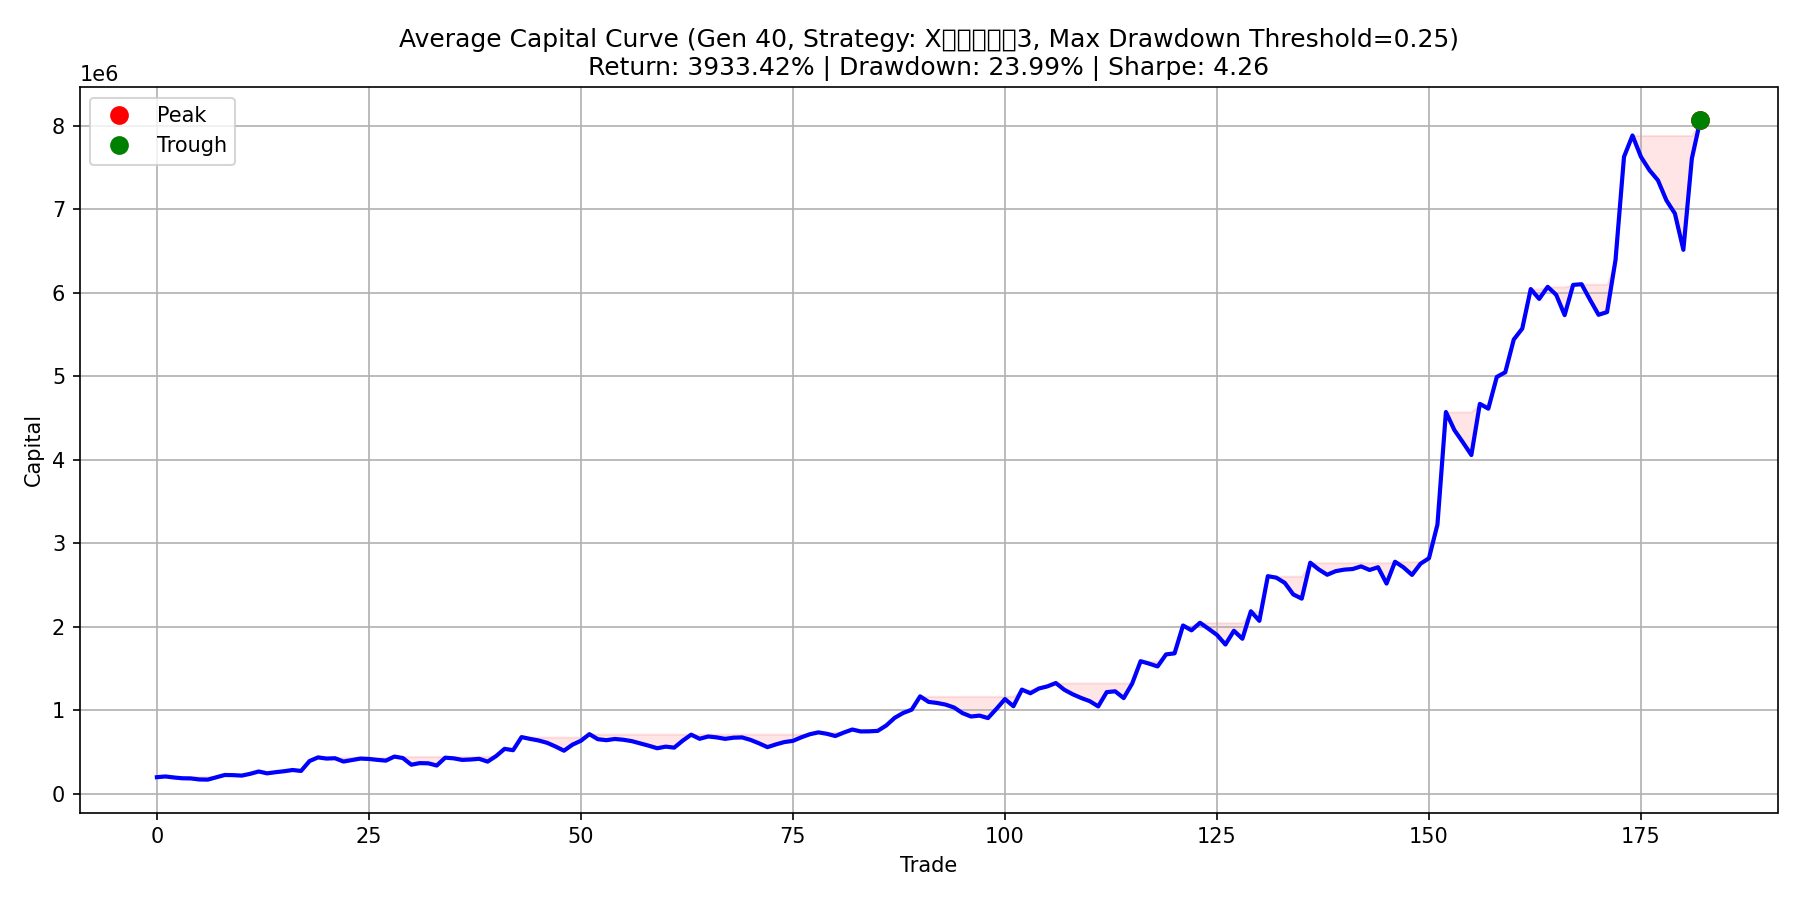 Average Capital Curve (Gen 40, Strategy: X□□□□□3, Max Drawdown Threshold=0.25)
Return: 3933.42% | Drawdown: 23.99% | Sharpe: 4.26
1e6
Peak
Trough
8
7
6
5
4
3
2
1
0
Capital
0 25 50 75 100 125 150 175
Trade